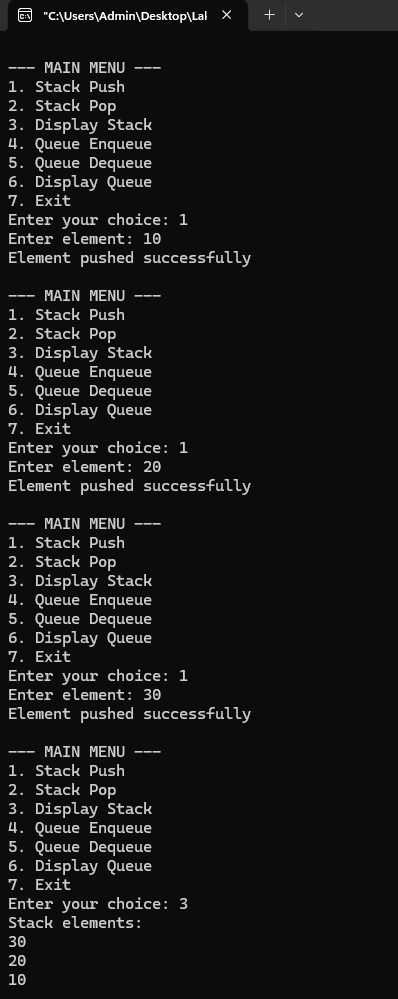 "C:\Users\Admin\Desktop\Lal
--- MAIN MENU ---
1. Stack Push
2. Stack Pop
3. Display Stack
4. Queue Enqueue
5. Queue Dequeue
6. Display Queue
7. Exit
Enter your choice: 1
Enter element: 10
Element pushed successfully
--- MAIN MENU ---
1. Stack Push
2. Stack Pop
3. Display Stack
4. Queue Enqueue
5. Queue Dequeue
6. Display Queue
7. Exit
Enter your choice: 1
Enter element: 20
Element pushed successfully
--- MAIN MENU ---
1. Stack Push
2. Stack Pop
3. Display Stack
4. Queue Enqueue
5. Queue Dequeue
6. Display Queue
7. Exit
Enter your choice: 1
Enter element: 30
Element pushed successfully
--- MAIN MENU ---
1. Stack Push
2. Stack Pop
3. Display Stack
4. Queue Enqueue
5. Queue Dequeue
6. Display Queue
7. Exit
Enter your choice: 3
Stack elements:
30
20
10